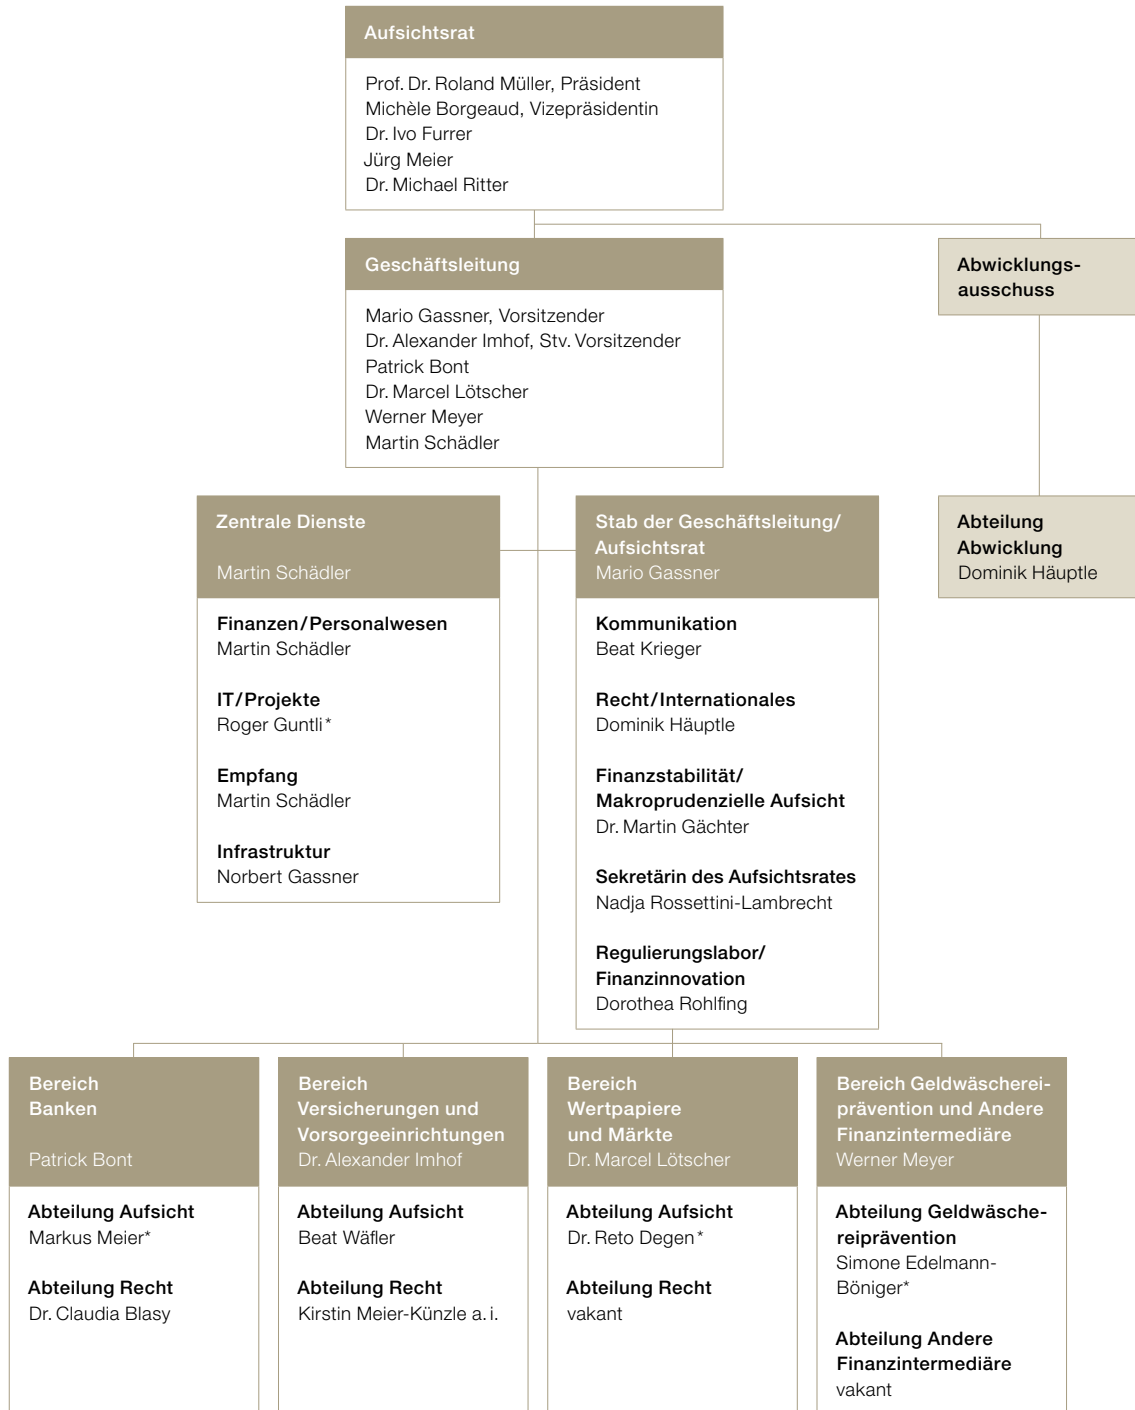 Aufsichtsrat
Prof. Dr. Roland Müller, Präsident
Michèle Borgeaud, Vizepräsidentin
Dr. Ivo Furrer
Jürg Meier
Dr. Michael Ritter
Geschäftsleitung
Mario Gassner, Vorsitzender
Dr. Alexander Imhof, Stv. Vorsitzender
Patrick Bont
Dr. Marcel Lötscher
Werner Meyer
Martin Schädler
Abwicklungs-
ausschuss
Zentrale Dienste
Martin Schädler
Finanzen/Personalwesen
Martin Schädler
IT/Projekte
Roger Guntli*
Empfang
Martin Schädler
Infrastruktur
Norbert Gassner
Stab der Geschäftsleitung/
Aufsichtsrat
Mario Gassner
Kommunikation
Beat Krieger
Recht/Internationales
Dominik Häuptle
Finanzstabilität/
Makroprudenzielle Aufsicht
Dr. Martin Gächter
Sekretärin des Aufsichtsrates
Nadja Rossettini-Lambrecht
Regulierungslabor/
Finanzinnovation
Dorothea Rohlfing
Abteilung
Abwicklung
Dominik Häuptle
Bereich
Banken
Patrick Bont
Abteilung Aufsicht
Markus Meier*
Abteilung Recht
Dr. Claudia Blasy
Bereich
Versicherungen und
Vorsorgeeinrichtungen
Dr. Alexander Imhof
Abteilung Aufsicht
Beat Wäfler
Abteilung Recht
Kirstin Meier-Künzle a. i.
Bereich
Wertpapiere
und Märkte
Dr. Marcel Lötscher
Abteilung Aufsicht
Dr. Reto Degen*
Abteilung Recht
vakant
Bereich Geldwäscherei-
prävention und Andere
Finanzintermediäre
Werner Meyer
Abteilung Geldwäsche-
reiprävention
Simone Edelmann-
Böniger*
Abteilung Andere
Finanzintermediäre
vakant